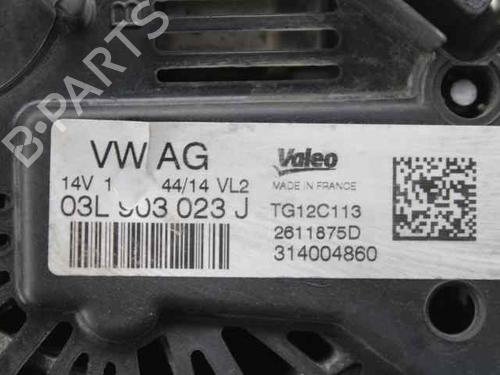 B-PARTS
VW AG
14V 1 44/14 VL2
03L 903 023 J
Valeo
MADE IN FRANCE
TG12C113
2611875D
314004860